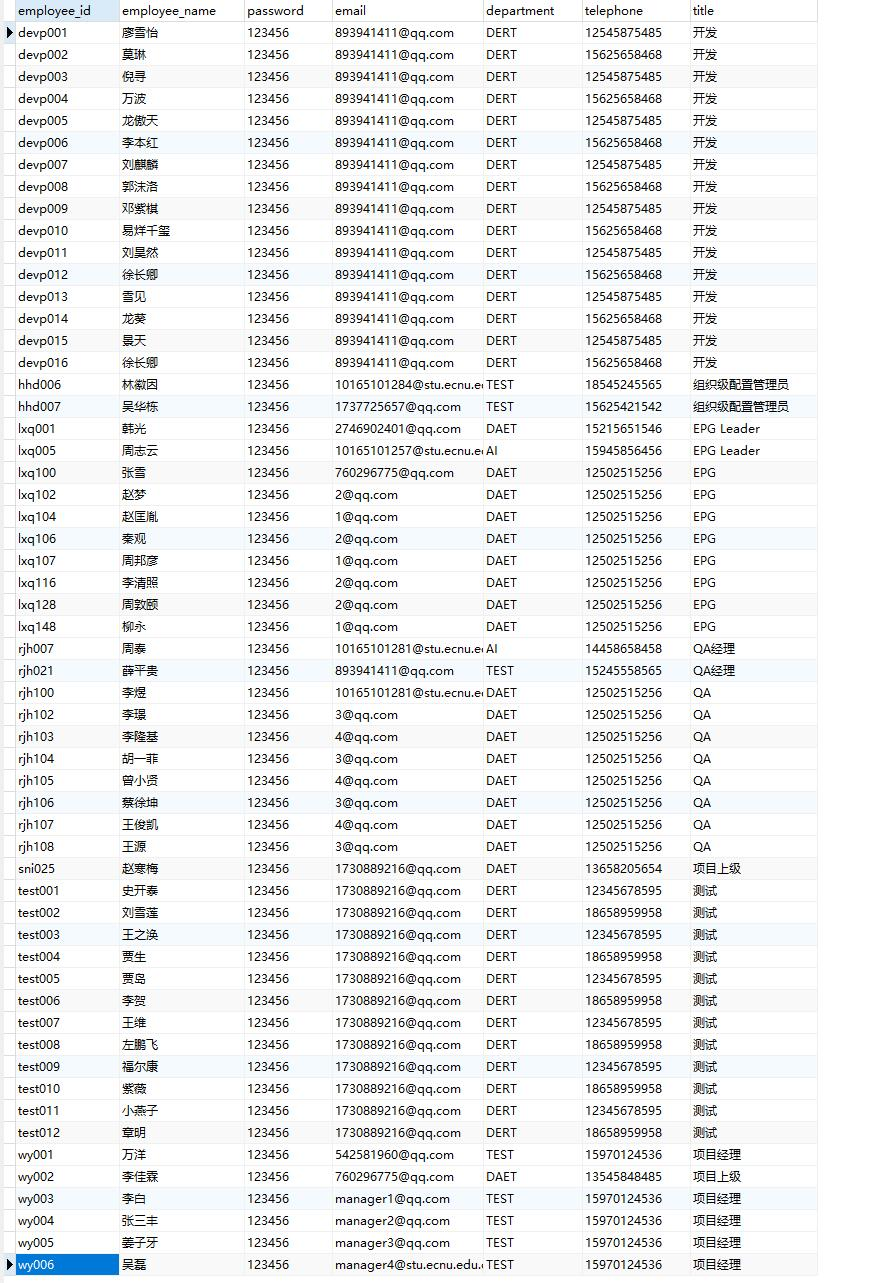 employee_id employee_name password email department telephone title
devp001 廖雪怡 123456 893941411@qq.com DERT 12545875485 开发
devp002 莫琳 123456 893941411@qq.com DERT 15625658468 开发
devp003 倪寻 123456 893941411@qq.com DERT 12545875485 开发
devp004 万波 123456 893941411@qq.com DERT 15625658468 开发
devp005 龙傲天 123456 893941411@qq.com DERT 12545875485 开发
devp006 李本红 123456 893941411@qq.com DERT 15625658468 开发
devp007 刘麒麟 123456 893941411@qq.com DERT 12545875485 开发
devp008 郭沫洛 123456 893941411@qq.com DERT 15625658468 开发
devp009 邓紫棋 123456 893941411@qq.com DERT 12545875485 开发
devp010 易烊千玺 123456 893941411@qq.com DERT 15625658468 开发
devp011 刘昊然 123456 893941411@qq.com DERT 12545875485 开发
devp012 徐长卿 123456 893941411@qq.com DERT 15625658468 开发
devp013 雪见 123456 893941411@qq.com DERT 12545875485 开发
devp014 龙葵 123456 893941411@qq.com DERT 15625658468 开发
devp015 景天 123456 893941411@qq.com DERT 12545875485 开发
devp016 徐长卿 123456 893941411@qq.com DERT 15625658468 开发
hhd006 林徽因 123456 10165101284@stu.ecnu.e TEST 18545245565 组织级配置管理员
hhd007 吴华栋 123456 1737725657@qq.com TEST 15625421542 组织级配置管理员
lxq001 韩光 123456 2746902401@qq.com DAET 15215651546 EPG Leader
lxq005 周志云 123456 10165101257@stu.ecnu.e AI 15945856456 EPG Leader
lxq100 张雪 123456 760296775@qq.com DAET 12502515256 EPG
lxq102 赵梦 123456 2@qq.com DAET 12502515256 EPG
lxq104 赵匡胤 123456 1@qq.com DAET 12502515256 EPG
lxq106 秦观 123456 2@qq.com DAET 12502515256 EPG
lxq107 周邦彦 123456 1@qq.com DAET 12502515256 EPG
lxq116 李清照 123456 2@qq.com DAET 12502515256 EPG
lxq128 周敦颐 123456 2@qq.com DAET 12502515256 EPG
lxq148 柳永 123456 1@qq.com DAET 12502515256 EPG
rjh007 周泰 123456 10165101281@stu.ecnu.e AI 14458658458 QA经理
rjh021 薛平贵 123456 893941411@qq.com TEST 15245558565 QA经理
rjh100 李煜 123456 10165101281@stu.ecnu.e DAET 12502515256 QA
rjh102 李璟 123456 3@qq.com DAET 12502515256 QA
rjh103 李隆基 123456 4@qq.com DAET 12502515256 QA
rjh104 胡一菲 123456 3@qq.com DAET 12502515256 QA
rjh105 曾小贤 123456 4@qq.com DAET 12502515256 QA
rjh106 蔡徐坤 123456 3@qq.com DAET 12502515256 QA
rjh107 王俊凯 123456 4@qq.com DAET 12502515256 QA
rjh108 王源 123456 3@qq.com DAET 12502515256 QA
sni025 赵寒梅 123456 1730889216@qq.com DAET 13658205654 项目上级
test001 史开泰 123456 1730889216@qq.com DERT 12345678595 测试
test002 刘雪莲 123456 1730889216@qq.com DERT 18658959958 测试
test003 王之涣 123456 1730889216@qq.com DERT 12345678595 测试
test004 贾生 123456 1730889216@qq.com DERT 18658959958 测试
test005 贾岛 123456 1730889216@qq.com DERT 12345678595 测试
test006 李贺 123456 1730889216@qq.com DERT 18658959958 测试
test007 王维 123456 1730889216@qq.com DERT 12345678595 测试
test008 左鹏飞 123456 1730889216@qq.com DERT 18658959958 测试
test009 福尔康 123456 1730889216@qq.com DERT 12345678595 测试
test010 紫薇 123456 1730889216@qq.com DERT 18658959958 测试
test011 小燕子 123456 1730889216@qq.com DERT 12345678595 测试
test012 章明 123456 1730889216@qq.com DERT 18658959958 测试
wy001 万洋 123456 542581960@qq.com TEST 15970124536 项目经理
wy002 李佳霖 123456 760296775@qq.com DAET 13545848485 项目上级
wy003 李白 123456 manager1@qq.com TEST 15970124536 项目经理
wy004 张三丰 123456 manager2@qq.com TEST 15970124536 项目经理
wy005 姜子牙 123456 manager3@qq.com TEST 15970124536 项目经理
wy006 吴磊 123456 manager4@stu.ecnu.edu. TEST 15970124536 项目经理